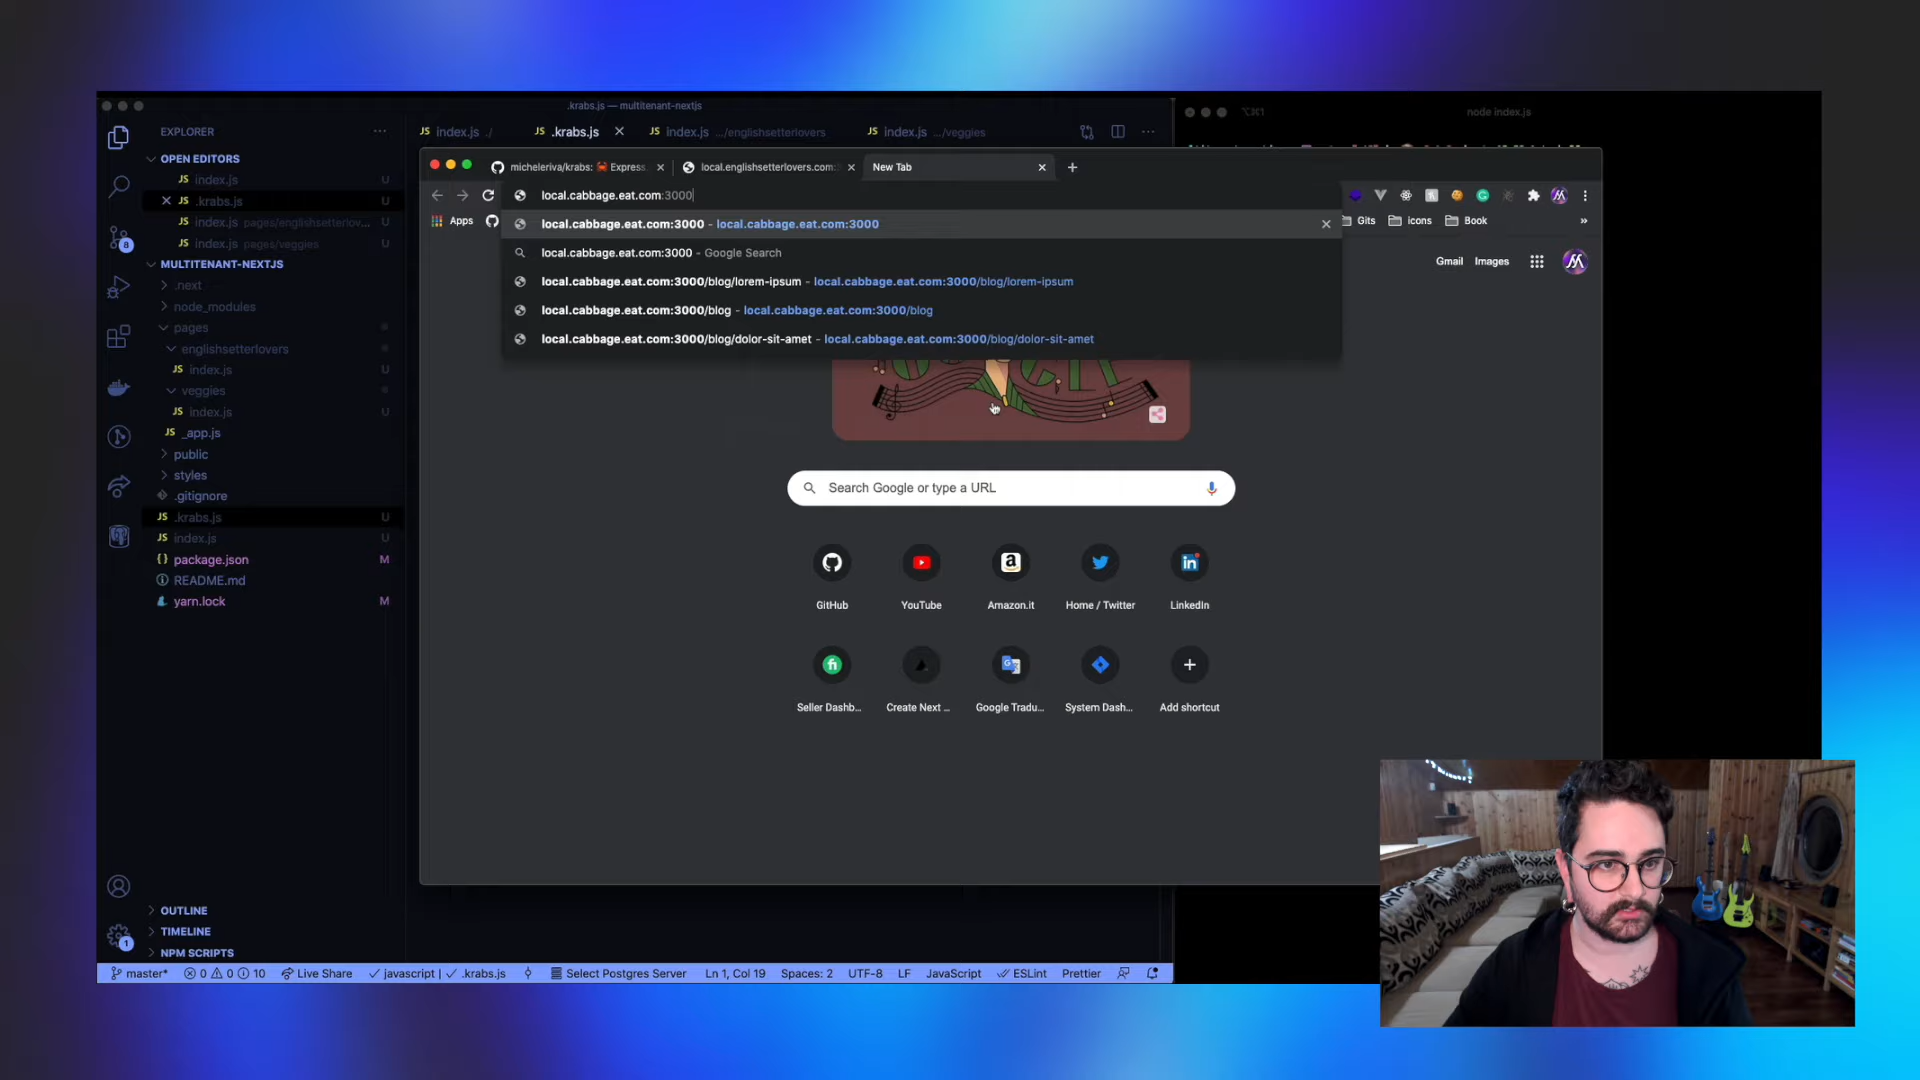 .krabs.js — multitenant-nextjs
⌥⌘1
node index.js
EXPLORER
index.js ./
.krabs.js
index.js .../englishsetterlovers
index.js .../veggies
OPEN EDITORS
index.js U
.krabs.js U
index.js pages/englishsetterlov... U
index.js pages/veggies U
MULTITENANT-NEXTJS
.next
node_modules
pages
englishsetterlovers
index.js U
veggies
index.js U
_app.js
public
styles
.gitignore
.krabs.js U
index.js U
package.json M
README.md
yarn.lock M
OUTLINE
TIMELINE
NPM SCRIPTS
8
1
micheleriva/krabs: 🦀 Express
local.englishsetterlovers.com:
New Tab
local.cabbage.eat.com:3000
Apps
Gits
icons
Book
local.cabbage.eat.com:3000 - local.cabbage.eat.com:3000
local.cabbage.eat.com:3000 - Google Search
local.cabbage.eat.com:3000/blog/lorem-ipsum - local.cabbage.eat.com:3000/blog/lorem-ipsum
local.cabbage.eat.com:3000/blog - local.cabbage.eat.com:3000/blog
local.cabbage.eat.com:3000/blog/dolor-sit-amet - local.cabbage.eat.com:3000/blog/dolor-sit-amet
Gmail Images
Search Google or type a URL
GitHub
YouTube
Amazon.it
Home / Twitter
LinkedIn
Seller Dashb...
Create Next ...
Google Tradu...
System Dash...
Add shortcut
master* 0 0 10 Live Share javascript | .krabs.js Select Postgres Server Ln 1, Col 19 Spaces: 2 UTF-8 LF JavaScript ESLint Prettier